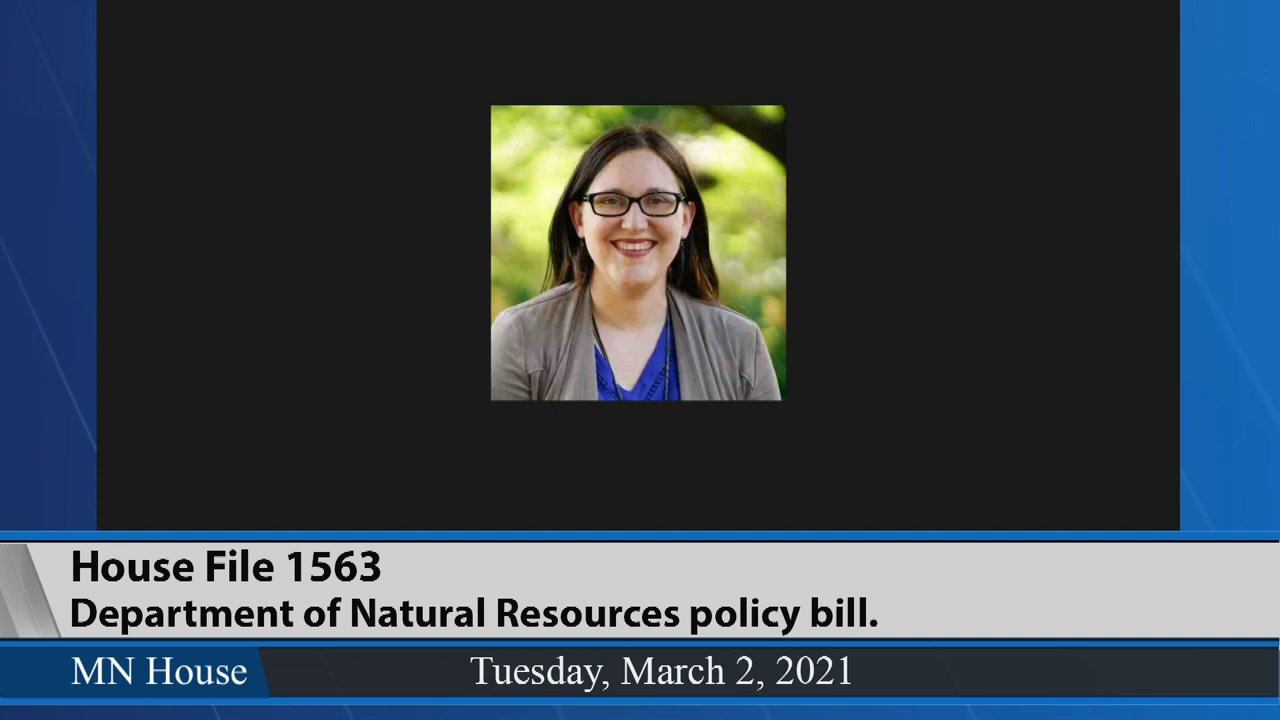 House File 1563
Department of Natural Resources policy bill.
MN House
Tuesday, March 2, 2021